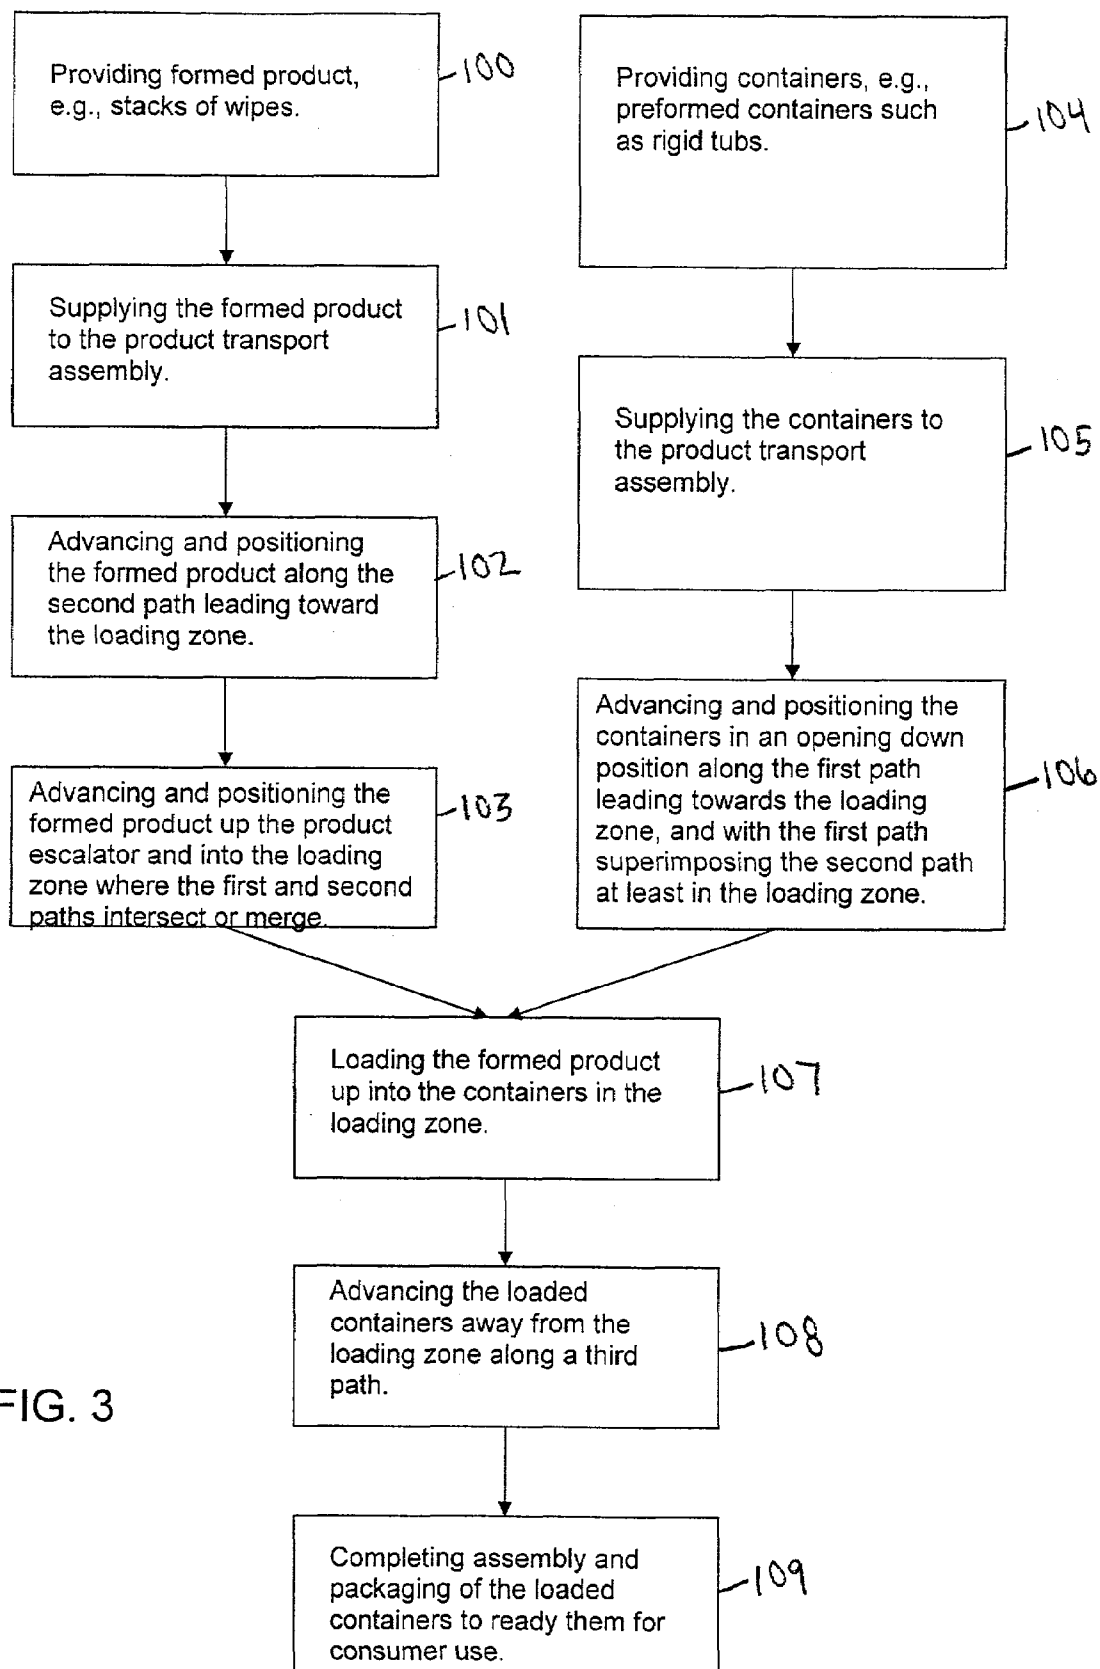 Providing formed product,
e.g., stacks of wipes.
100
Supplying the formed product
to the product transport
assembly.
101
Advancing and positioning
the formed product along the
second path leading toward
the loading zone.
102
Advancing and positioning the
formed product up the product
escalator and into the loading
zone where the first and second
paths intersect or merge.
103
Providing containers, e.g.,
preformed containers such
as rigid tubs.
104
Supplying the containers to
the product transport
assembly.
105
Advancing and positioning the
containers in an opening down
position along the first path
leading towards the loading
zone, and with the first path
superimposing the second path
at least in the loading zone.
106
Loading the formed product
up into the containers in the
loading zone.
107
Advancing the loaded
containers away from the
loading zone along a third
path.
108
Completing assembly and
packaging of the loaded
containers to ready them for
consumer use.
109
FIG. 3